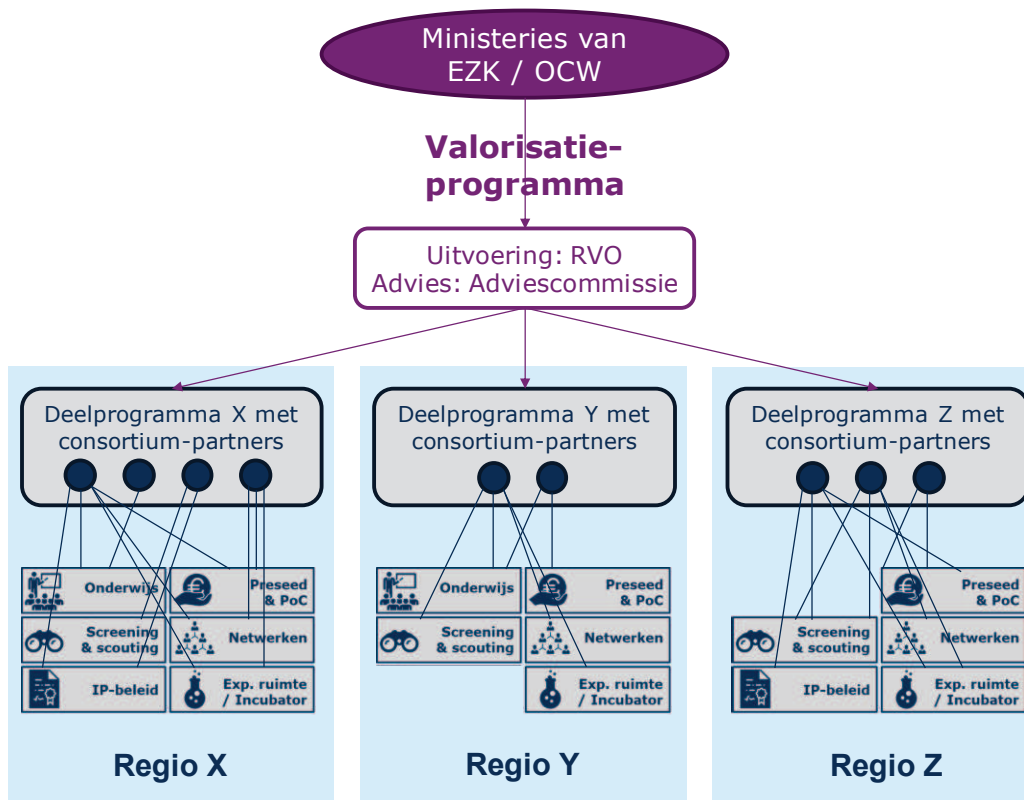 Ministeries van
EZK / OCW
Valorisatie-
programma
Uitvoering: RVO
Advies: Adviescommissie
Deelprogramma X met
consortium-partners
Onderwijs
Preseed
& PoC
Screening
& scouting
Netwerken
IP-beleid
Exp. ruimte
/ Incubator
Regio X
Deelprogramma Y met
consortium-partners
Onderwijs
Preseed
& PoC
Screening
& scouting
Netwerken
Exp. ruimte
/ Incubator
Regio Y
Deelprogramma Z met
consortium-partners
Preseed
& PoC
Screening
& scouting
Netwerken
IP-beleid
Exp. ruimte
/ Incubator
Regio Z